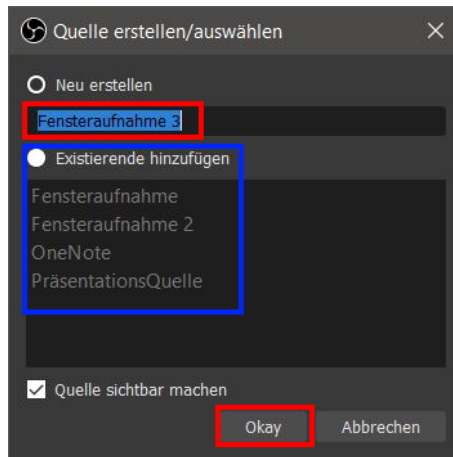 Quelle erstellen/auswählen
Neu erstellen
Fensteraufnahme 3
Existierende hinzufügen
Fensteraufnahme
Fensteraufnahme 2
OneNote
PräsentationsQuelle
Quelle sichtbar machen
Okay Abbrechen